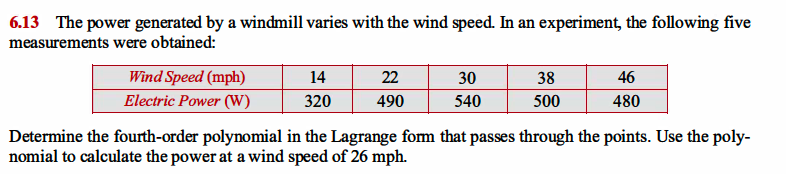 6.13 The power generated by a windmill varies with the wind speed. In an experiment, the following five
measurements were obtained:
Wind Speed (mph) 14 22 30 38 46
Electric Power (W) 320 490 540 500 480
Determine the fourth-order polynomial in the Lagrange form that passes through the points. Use the poly-
nomial to calculate the power at a wind speed of 26 mph.